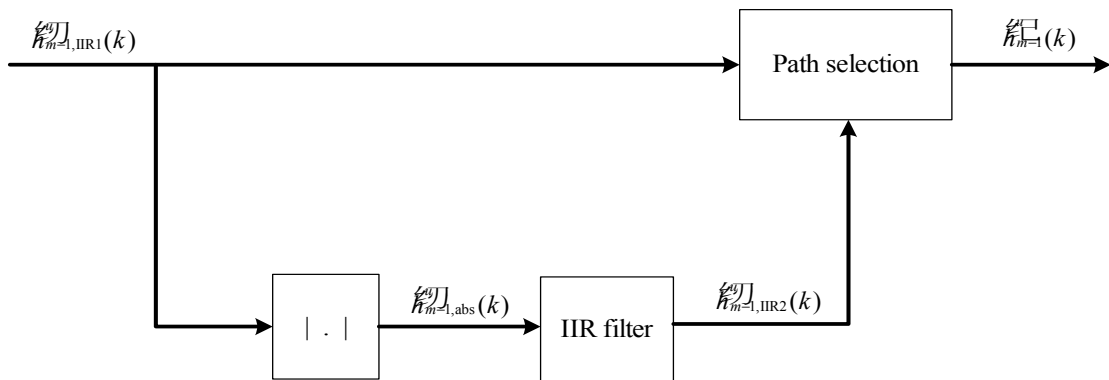 m=1,IIR1(k)
m=1(k)
Path selection
| . |
m=1,abs(k)
IIR filter
m=1,IIR2(k)